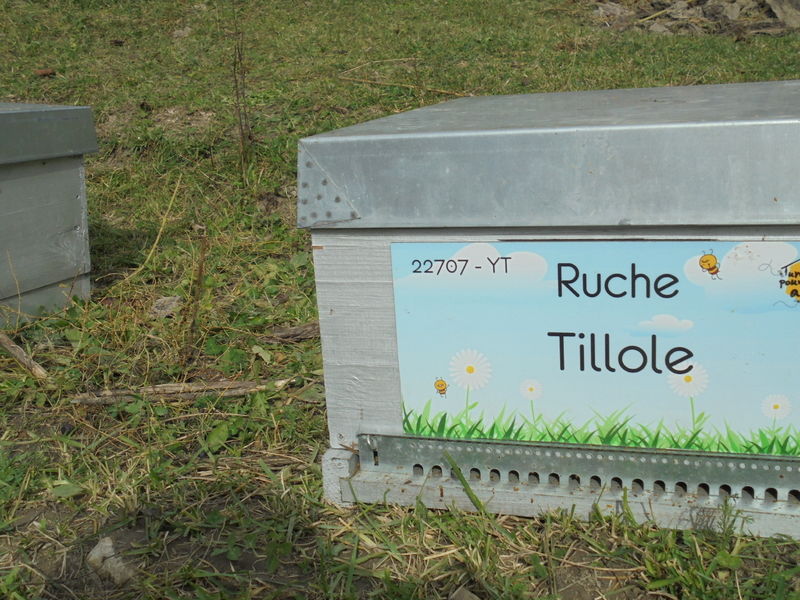 22707 - YT
Ruche
Tillole